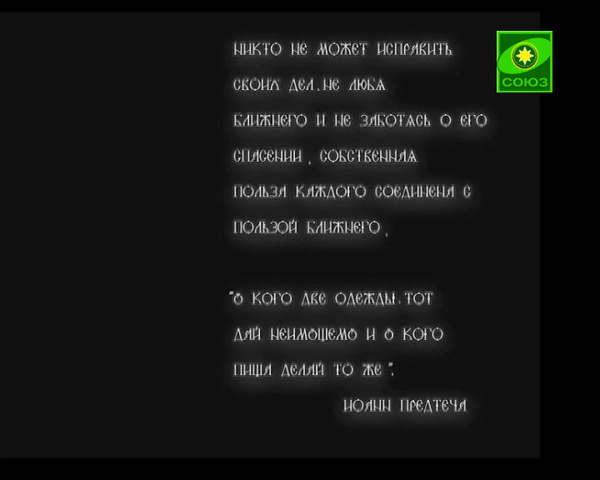 НИКТО НЕ МОЖЕТ ИСПРАВИТЬ
СВОИХ ДЕЛ, НЕ ЛЮБЯ
БЛИЖНЕГО И НЕ ЗАБОТЯСЬ О ЕГО
СПАСЕНИИ, СОБСТВЕННАЯ
ПОЛЬЗА КАЖДОГО СОЕДИНЕНА С
ПОЛЬЗОЙ БЛИЖНЕГО,
"У КОГО ДВЕ ОДЕЖДЫ, ТОТ
ДАЙ НЕИМОЩЕМУ И У КОГО
ПИЩА ДЕЛАЙ ТО ЖЕ",
ИОАНН ПРЕДТЕЧА
СОЮЗ